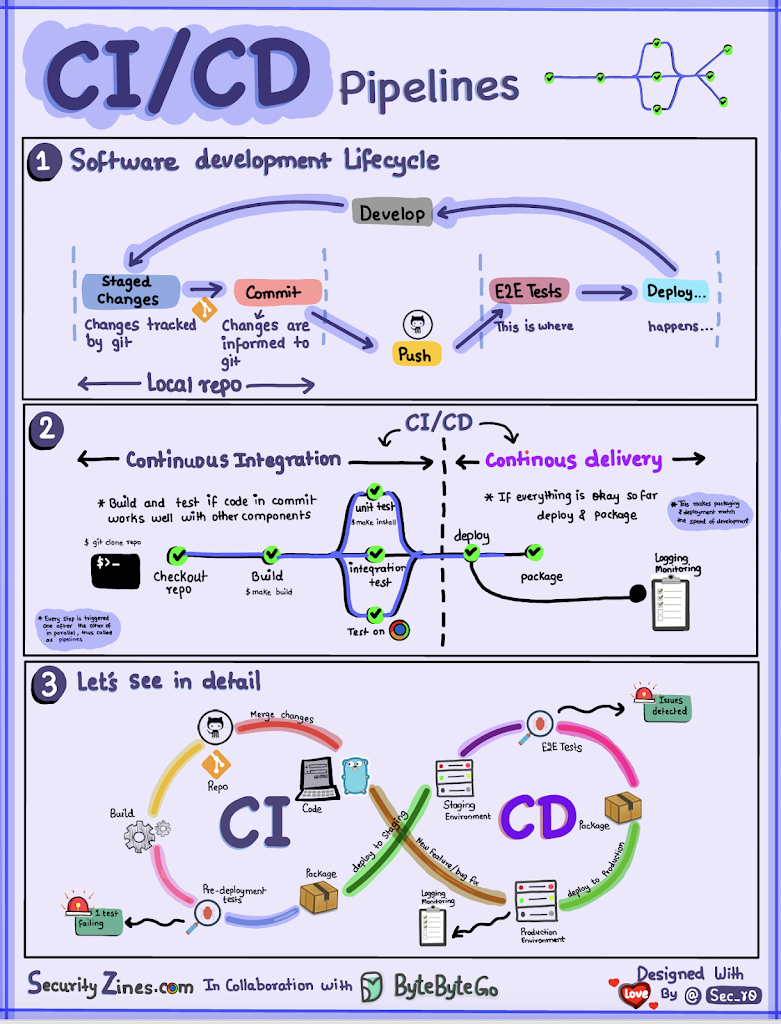 CI/CD Pipelines
1 Software development Lifecycle
Develop
Staged
Changes
Commit
E2E Tests
Deploy...
Changes tracked
by git
Changes are
informed to
git
This is where
happens...
Push
Local repo
2
CI/CD
Continuous Integration
Continous delivery
* Build and test if code in commit
works well with other components
* If everything is okay so far
deploy & package
* This makes packaging
& deployment match
the speed of development
unit test
$ make install
$ git clone repo
$>_
Checkout
repo
Build
$ make build
integration
test
Test on
deploy
package
Logging
Monitoring
* Every step is triggered
one after the other or
in parallel, thus called
as pipelines
3 Let's see in detail
Merge changes
Repo
Code
Build
CI
Pre-deployment
tests
1 test
failing
Package
deploy to Staging
New feature/bug fix
Staging
Environment
E2E Tests
Issues
detected
CD
Package
deploy to Production
Logging
Monitoring
Production
Environment
SecurityZines.com In Collaboration with ByteByteGo
Designed With
Love By @ Sec_r0